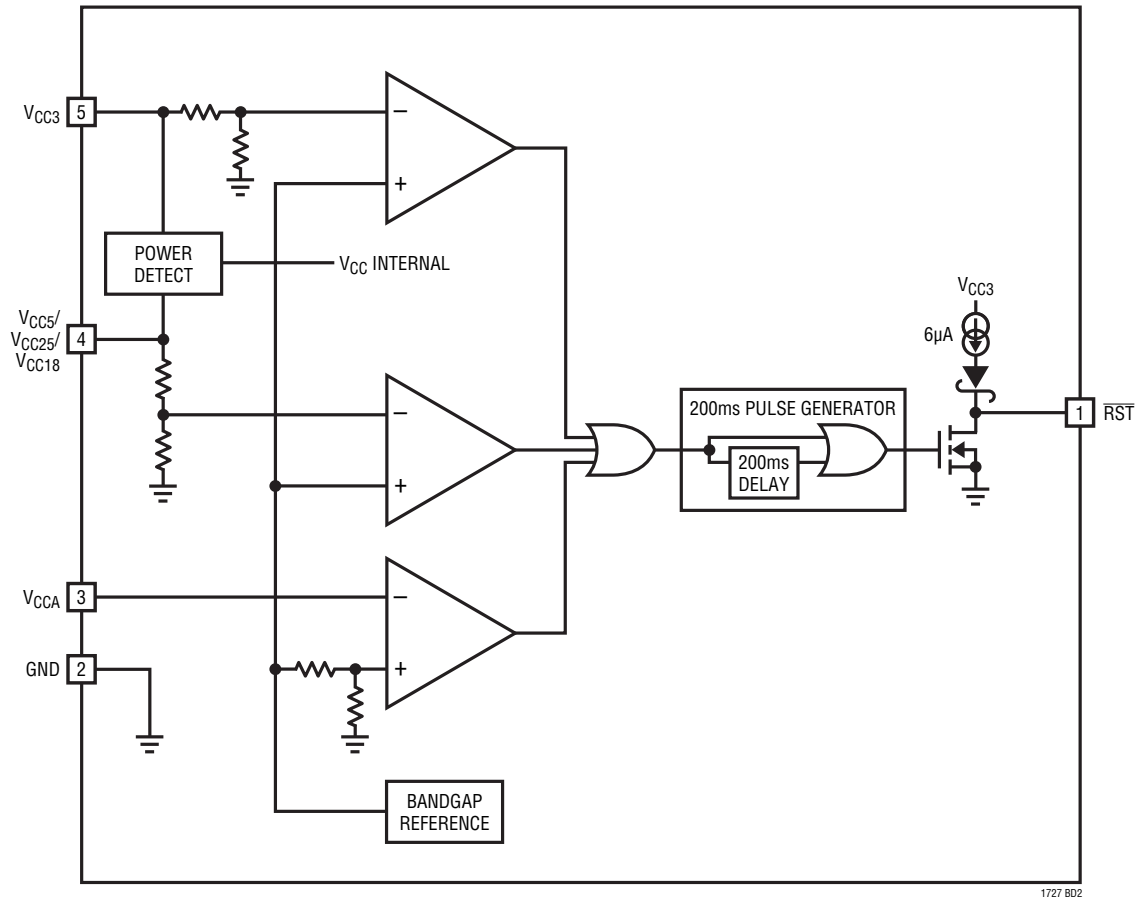 VCC3
5
−
+
POWER
DETECT
VCC INTERNAL
VCC5/
VCC25/
VCC18
4
−
+
VCC3
6µA
200ms PULSE GENERATOR
200ms
DELAY
1
RST
VCCA
3
−
+
GND
2
BANDGAP
REFERENCE
1727 BD2